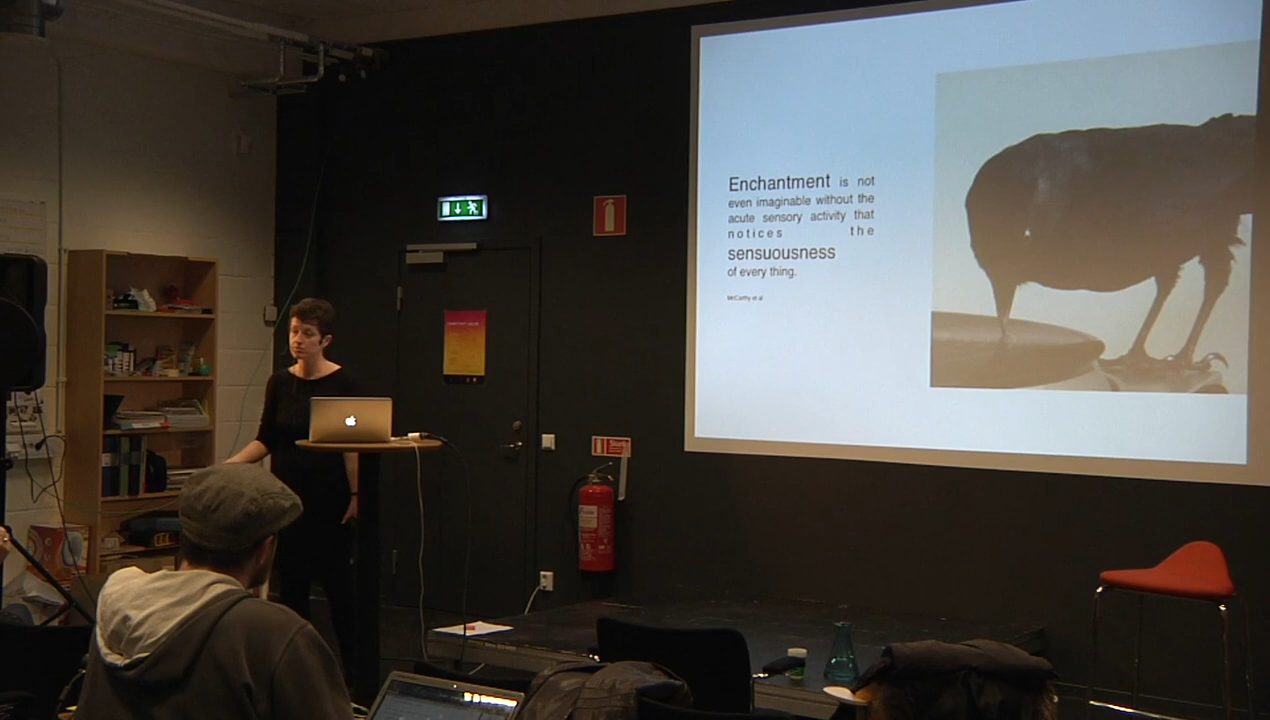 Enchantment is not
even imaginable without the
acute sensory activity that
notices the
sensuousness
of every thing.
McCarthy et al